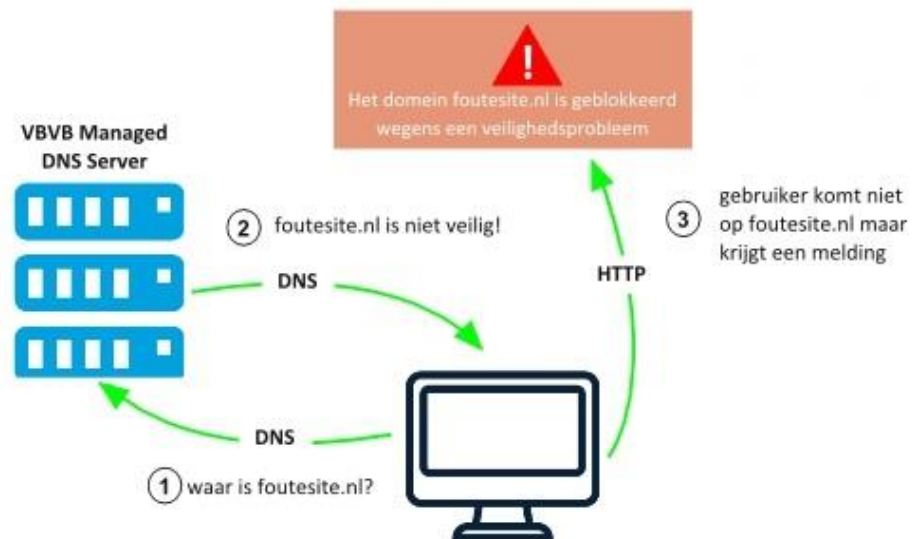 Het domein foutesite.nl is geblokkeerd
wegens een veilighedsprobleem
VBVB Managed
DNS Server
2 foutesite.nl is niet veilig!
DNS
HTTP
3 gebruiker komt niet
op foutesite.nl maar
krijgt een melding
DNS
1 waar is foutesite.nl?